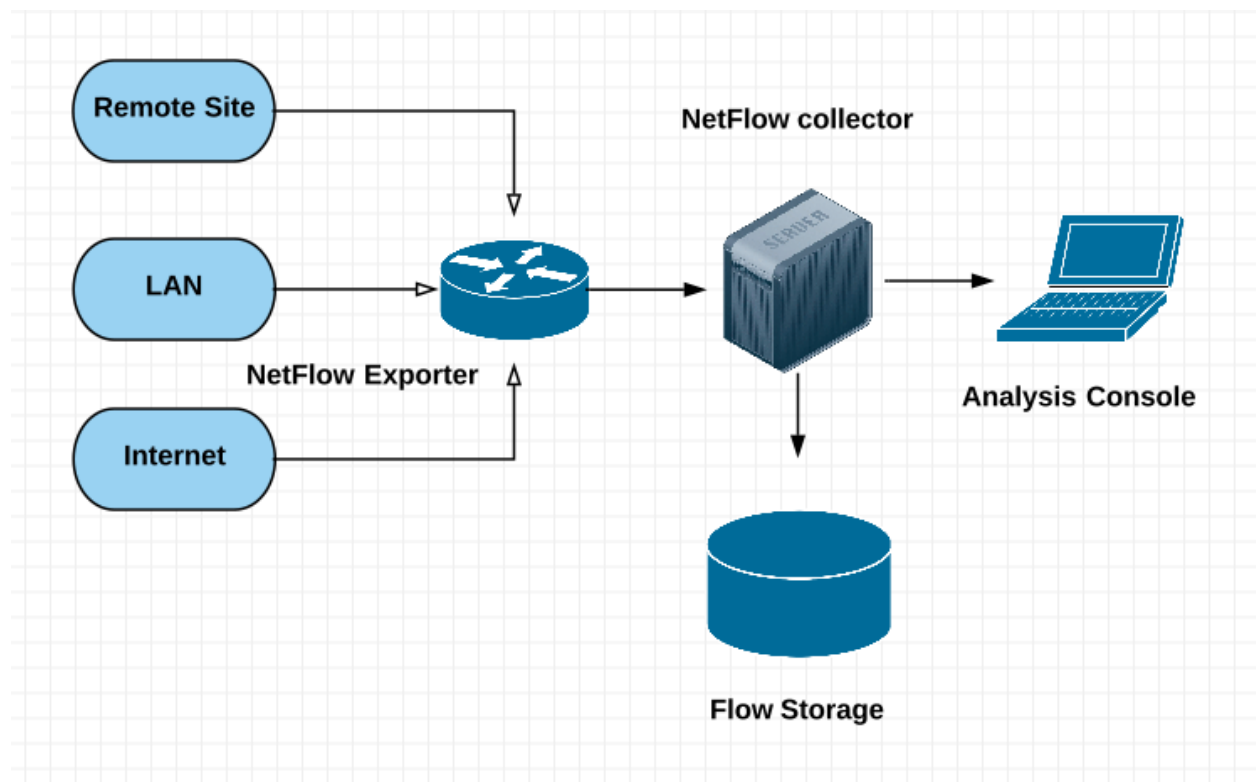 Remote Site
NetFlow collector
SERVER
LAN
NetFlow Exporter
Analysis Console
Internet
Flow Storage